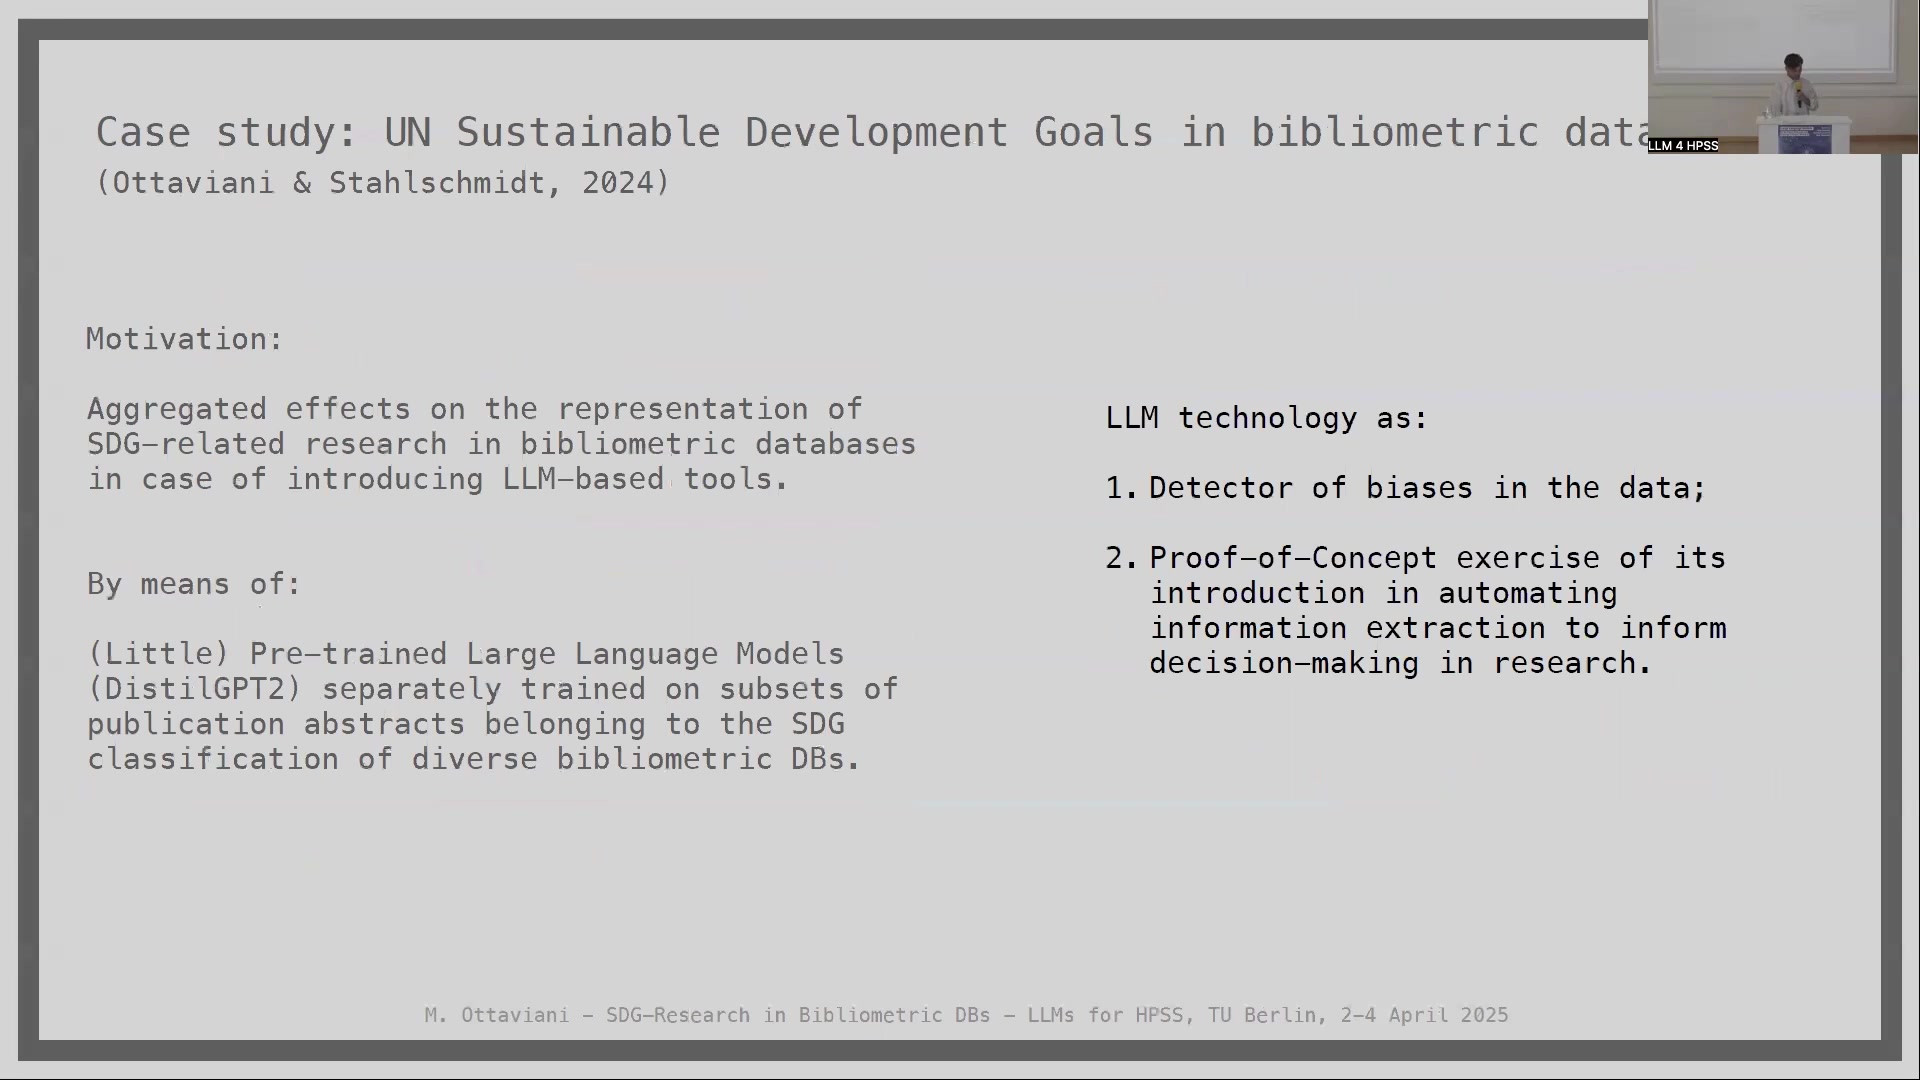 Case study: UN Sustainable Development Goals in bibliometric data
(Ottaviani & Stahlschmidt, 2024)
Motivation:
Aggregated effects on the representation of
SDG-related research in bibliometric databases
in case of introducing LLM-based tools.
By means of:
(Little) Pre-trained Large Language Models
(DistilGPT2) separately trained on subsets of
publication abstracts belonging to the SDG
classification of diverse bibliometric DBs.
LLM technology as:
1. Detector of biases in the data;
2. Proof-of-Concept exercise of its
introduction in automating
information extraction to inform
decision-making in research.
M. Ottaviani - SDG-Research in Bibliometric DBs - LLMs for HPSS, TU Berlin, 2-4 April 2025
LLM 4 HPSS